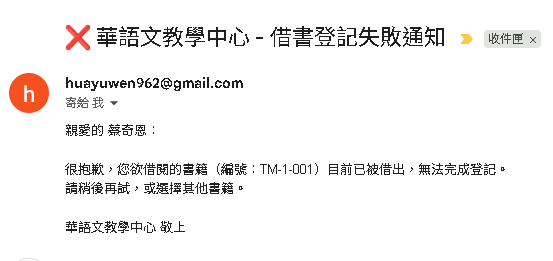 ❌ 華語文教學中心 - 借書登記失敗通知 收件匣 ×
h
huayuwen962@gmail.com
寄給 我
親愛的 蔡奇恩：
很抱歉，您欲借閱的書籍（編號：TM-1-001）目前已被借出，無法完成登記。
請稍後再試，或選擇其他書籍。
華語文教學中心 敬上